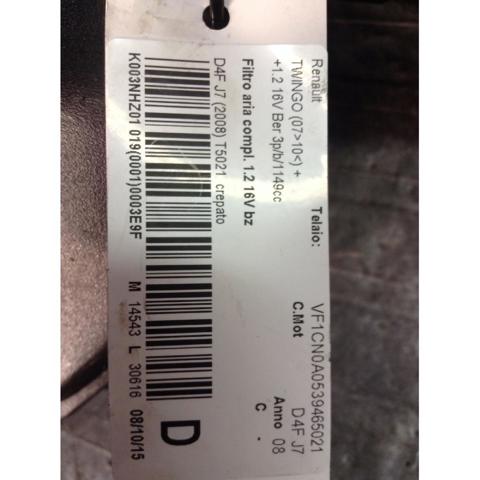 Renault Telaio: VF1CN0A0539465021
TWINGO (07>10<) + C.Mot D4F J7
+1.2 16V Ber 3p/b/1149cc Anno 08
C -
Filtro aria compl. 1.2 16V bz
D4F J7 (2008) T5021 crepato
D
K003NHZ01 019(0001)0003E9F M 14543 L 30616 08/10/15